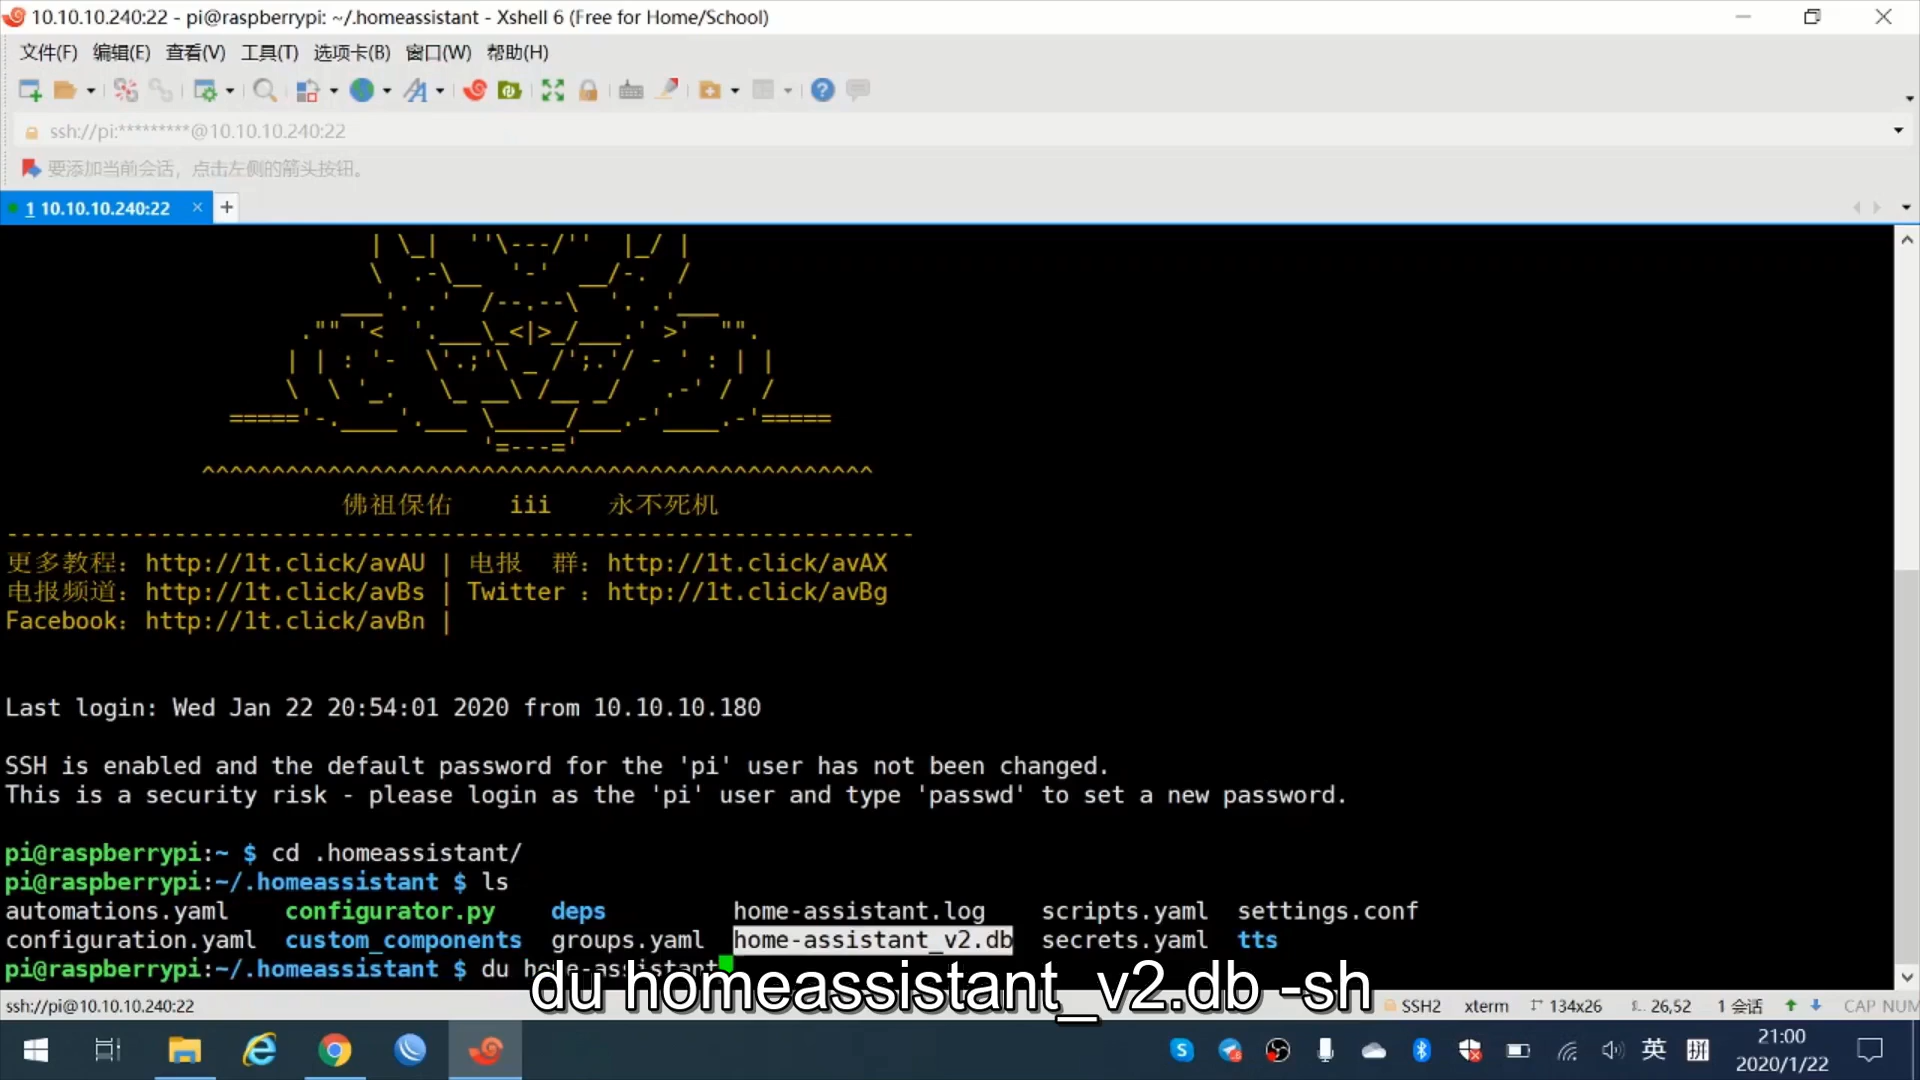 10.10.10.240:22 - pi@raspberrypi: ~/.homeassistant - Xshell 6 (Free for Home/School)
文件(F) 编辑(E) 查看(V) 工具(T) 选项卡(B) 窗口(W) 帮助(H)
ssh://pi:*********@10.10.10.240:22
要添加当前会话，点击左侧的箭头按钮。
1 10.10.10.240:22
佛祖保佑 iii 永不死机
更多教程: http://1t.click/avAU | 电报 群: http://1t.click/avAX
电报频道: http://1t.click/avBs | Twitter : http://1t.click/avBg
Facebook: http://1t.click/avBn |
Last login: Wed Jan 22 20:54:01 2020 from 10.10.10.180
SSH is enabled and the default password for the 'pi' user has not been changed.
This is a security risk - please login as the 'pi' user and type 'passwd' to set a new password.
pi@raspberrypi:~ $ cd .homeassistant/
pi@raspberrypi:~/.homeassistant $ ls
automations.yaml configurator.py deps home-assistant.log scripts.yaml settings.conf
configuration.yaml custom_components groups.yaml home-assistant_v2.db secrets.yaml tts
pi@raspberrypi:~/.homeassistant $ du home-assistant
du homeassistant_v2.db -sh
ssh://pi@10.10.10.240:22 SSH2 xterm 134x26 26,52 1 会话 CAP NUM
英 拼 21:00
2020/1/22